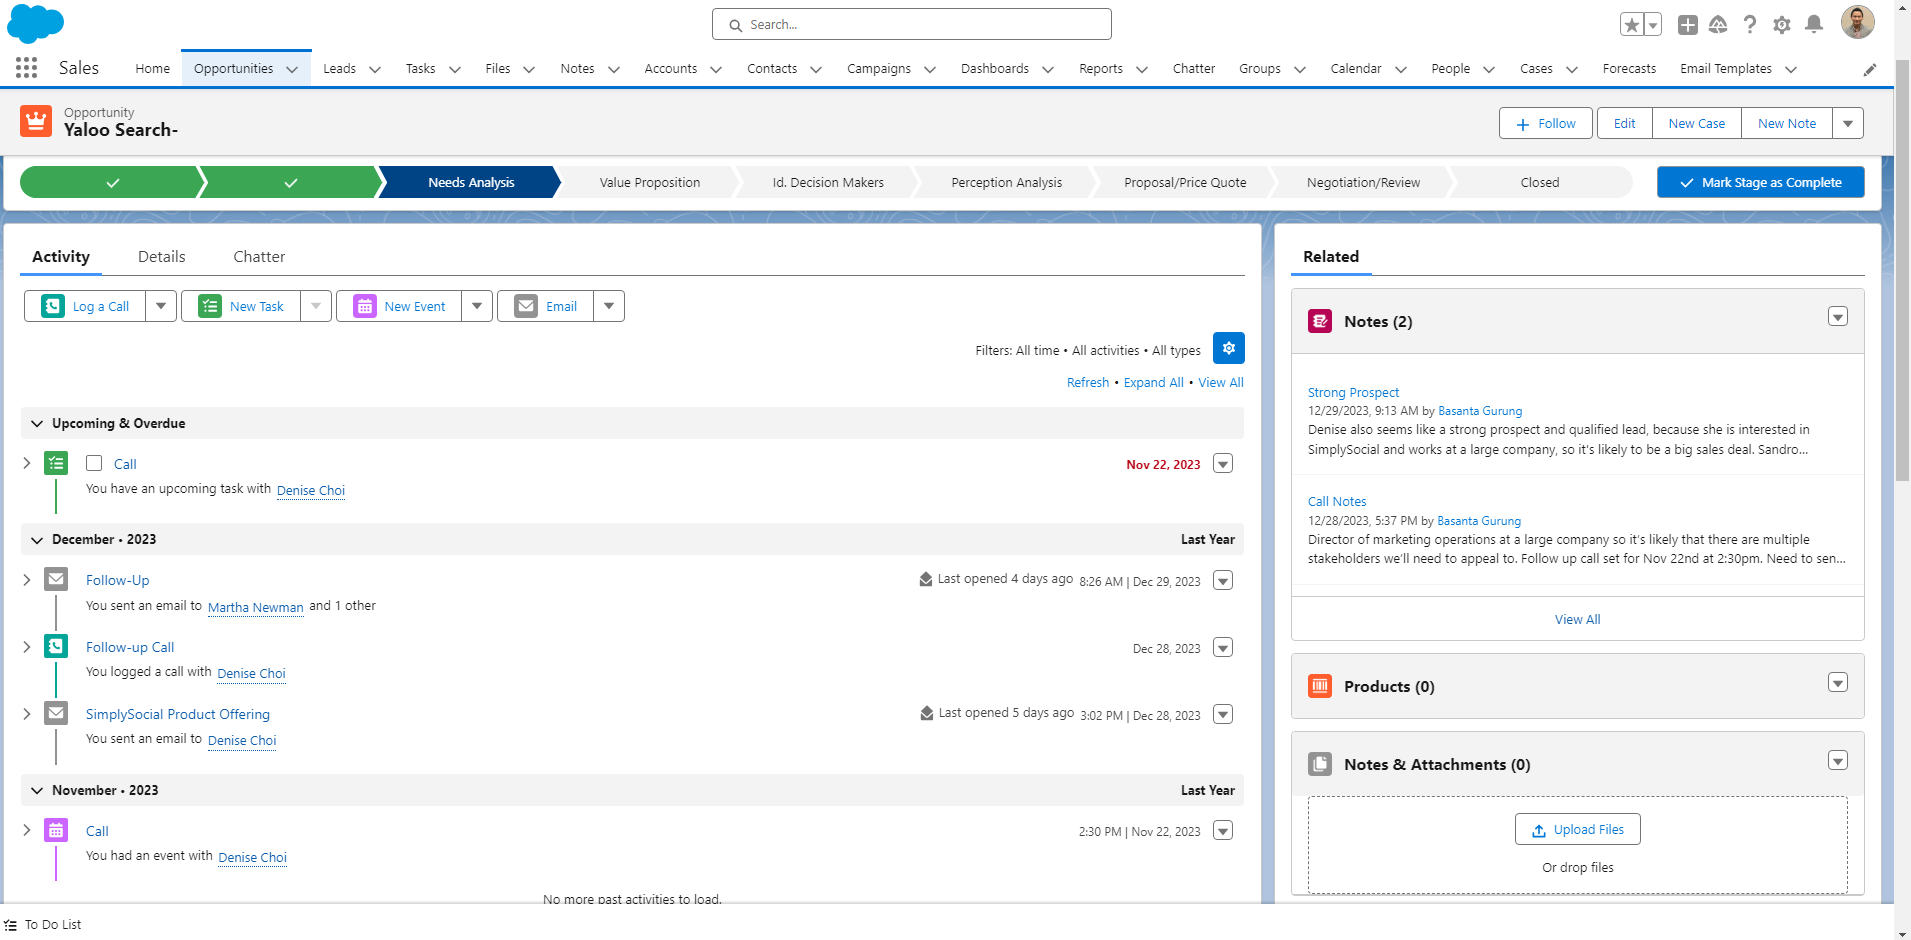 Search...
Sales
Home
Opportunities
Leads
Tasks
Files
Notes
Accounts
Contacts
Campaigns
Dashboards
Reports
Chatter
Groups
Calendar
People
Cases
Forecasts
Email Templates
Opportunity
Yaloo Search-
Follow
Edit
New Case
New Note
Needs Analysis
Value Proposition
Id. Decision Makers
Perception Analysis
Proposal/Price Quote
Negotiation/Review
Closed
Mark Stage as Complete
Activity
Details
Chatter
Log a Call
New Task
New Event
Email
Filters: All time • All activities • All types
Refresh • Expand All • View All
Upcoming & Overdue
Call
Nov 22, 2023
You have an upcoming task with Denise Choi
December • 2023
Last Year
Follow-Up
Last opened 4 days ago 8:26 AM | Dec 29, 2023
You sent an email to Martha Newman and 1 other
Follow-up Call
Dec 28, 2023
You logged a call with Denise Choi
SimplySocial Product Offering
Last opened 5 days ago 3:02 PM | Dec 28, 2023
You sent an email to Denise Choi
November • 2023
Last Year
Call
2:30 PM | Nov 22, 2023
You had an event with Denise Choi
No more past activities to load.
Related
Notes (2)
Strong Prospect
12/29/2023, 9:13 AM by Basanta Gurung
Denise also seems like a strong prospect and qualified lead, because she is interested in
SimplySocial and works at a large company, so it's likely to be a big sales deal. Sandro...
Call Notes
12/28/2023, 5:37 PM by Basanta Gurung
Director of marketing operations at a large company so it's likely that there are multiple
stakeholders we’ll need to appeal to. Follow up call set for Nov 22nd at 2:30pm. Need to sen...
View All
Products (0)
Notes & Attachments (0)
Upload Files
Or drop files
To Do List